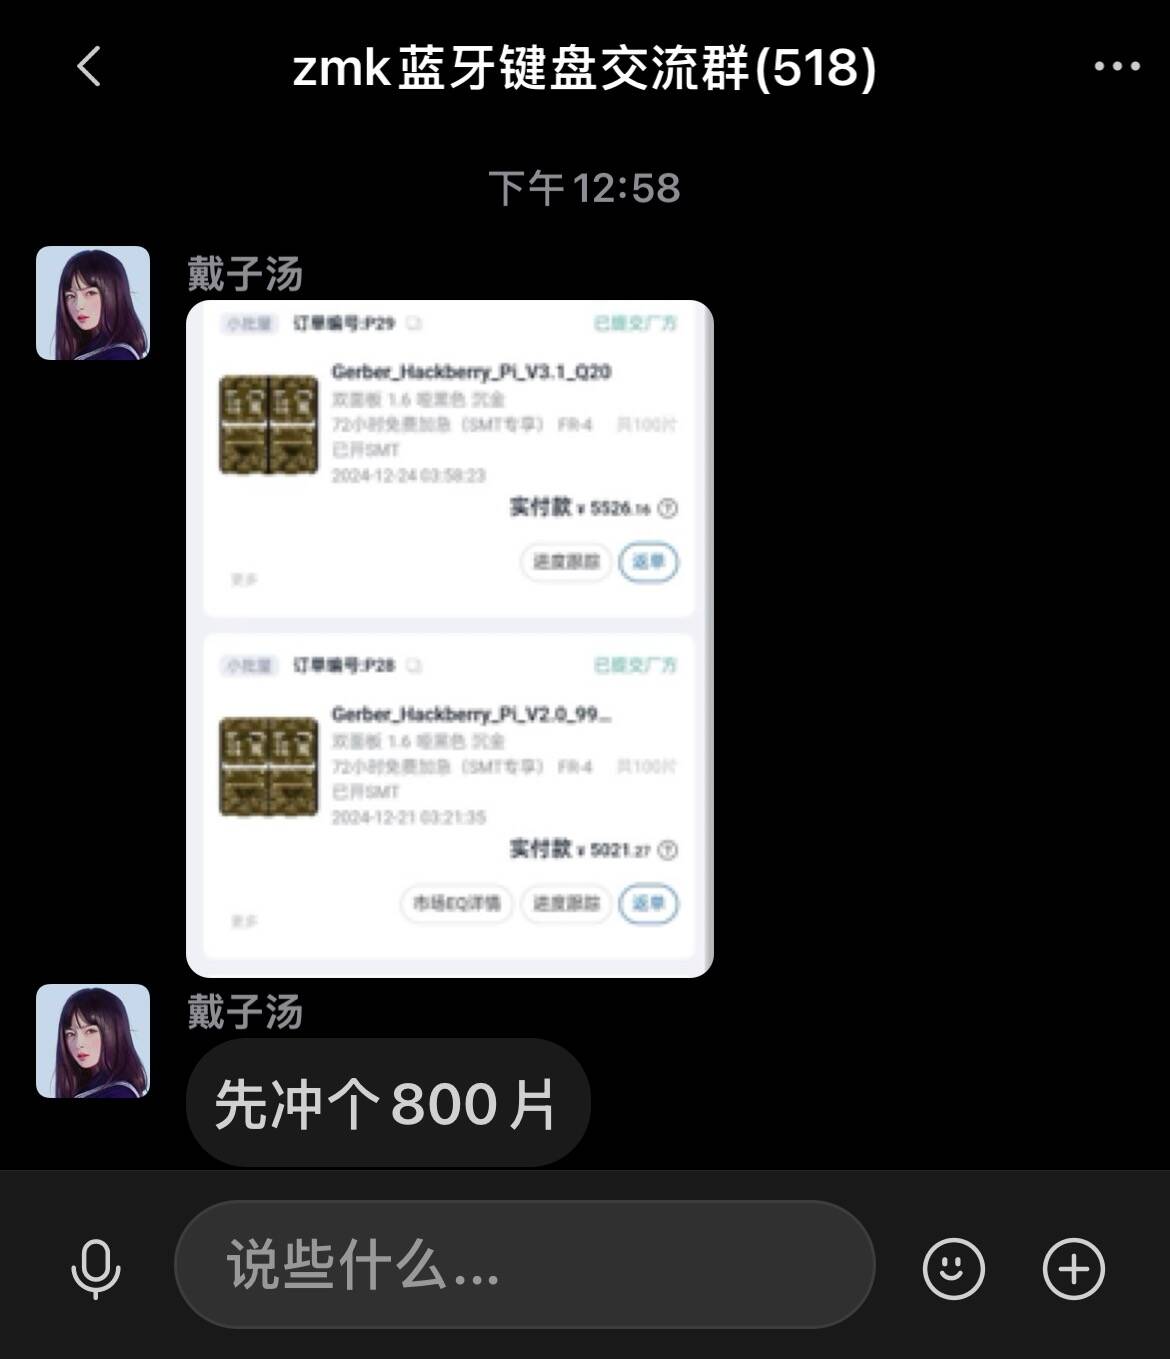 zmk蓝牙键盘交流群(518)
下午12:58
戴子汤
小批量 订单编号:P29 已提交厂方
Gerber_Hackberry_Pi_V3.1_Q20
双面板 1.6 哑黑色 沉金
72小时免费加急（SMT专享） FR-4 共100片
已开SMT
2024-12-24 03:58:23
实付款 ¥ 5526.16
进度跟踪 返单
更多
小批量 订单编号:P28 已提交厂方
Gerber_Hackberry_Pi_V2.0_99...
双面板 1.6 哑黑色 沉金
72小时免费加急（SMT专享） FR-4 共100片
已开SMT
2024-12-21 03:21:35
实付款 ¥ 5021.27
市场EQ详情 进度跟踪 返单
更多
戴子汤
先冲个800片
说些什么...